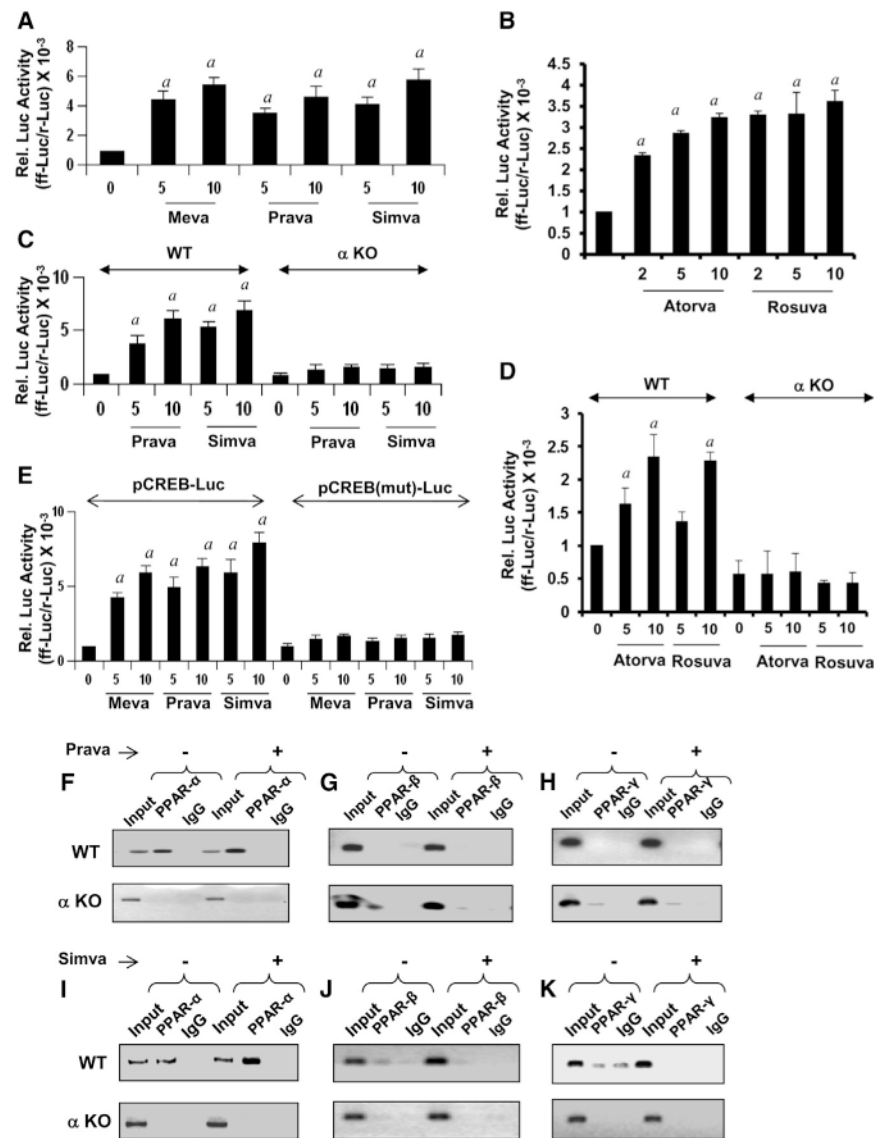 A
Rel. Luc Activity
(ff-Luc/r-Luc) X 10-3
8
6
4
2
0
a a a a a a
0 5 10 5 10 5 10
Meva Prava Simva
B
Rel. Luc Activity
(ff-Luc/r-Luc) X 10-3
4.5
4
3.5
3
2.5
2
1.5
1
0.5
0
a a a a a a
2 5 10 2 5 10
Atorva Rosuva
C
WT α KO
Rel. Luc Activity
(ff-Luc/r-Luc) X 10-3
10
5
0
a a a a
0 5 10 5 10 0 5 10 5 10
Prava Simva Prava Simva
D
WT α KO
Rel. Luc Activity
(ff-Luc/r-Luc) X 10-3
3
2.5
2
1.5
1
0.5
0
a a a
0 5 10 5 10 0 5 10 5 10
Atorva Rosuva Atorva Rosuva
E
pCREB-Luc pCREB(mut)-Luc
Rel. Luc Activity
(ff-Luc/r-Luc) X 10-3
10
5
0
a a a a a a
0 5 10 5 10 5 10 0 5 10 5 10 5 10
Meva Prava Simva Meva Prava Simva
Prava → - + - + - +
F
Input PPAR-α IgG Input PPAR-α IgG
G
Input PPAR-β IgG Input PPAR-β IgG
H
Input PPAR-γ IgG Input PPAR-γ IgG
WT
α KO
Simva → - + - + - +
I
Input PPAR-α IgG Input PPAR-α IgG
J
Input PPAR-β IgG Input PPAR-β IgG
K
Input PPAR-γ IgG Input PPAR-γ IgG
WT
α KO